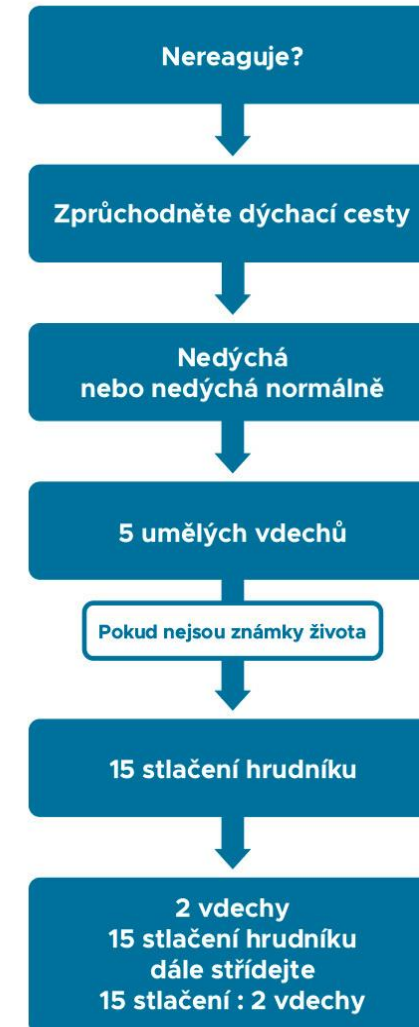 Nereaguje?
Zprůchodněte dýchací cesty
Nedýchá
nebo nedýchá normálně
5 umělých vdechů
Pokud nejsou známky života
15 stlačení hrudníku
2 vdechy
15 stlačení hrudníku
dále střídejte
15 stlačení : 2 vdechy